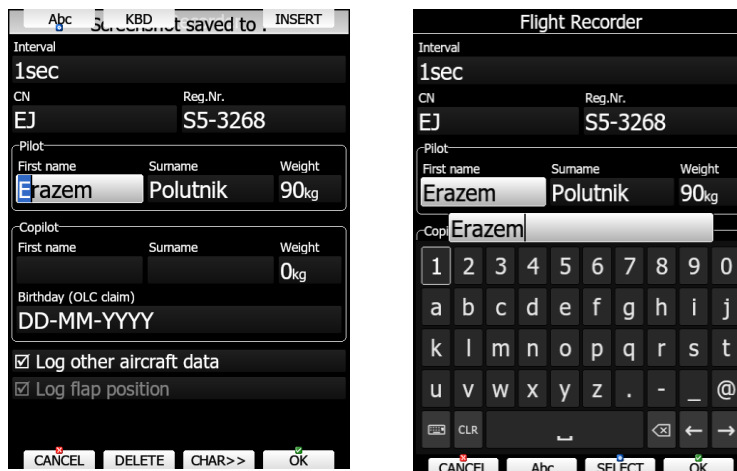 Abc KBD INSERT
Screenshot saved to .
Interval
1sec
CN Reg.Nr.
EJ S5-3268
Pilot
First name Surname Weight
Erazem Polutnik 90kg
Copilot
First name Surname Weight
0kg
Birthday (OLC claim)
DD-MM-YYYY
Log other aircraft data
Log flap position
CANCEL DELETE CHAR>> OK
Flight Recorder
Interval
1sec
CN Reg.Nr.
EJ S5-3268
Pilot
First name Surname Weight
Erazem Polutnik 90kg
Copi
Erazem
1 2 3 4 5 6 7 8 9 0
a b c d e f g h i j
k l m n o p q r s t
u v w x y z . - _ @
CLR ← →
CANCEL Abc SELECT OK